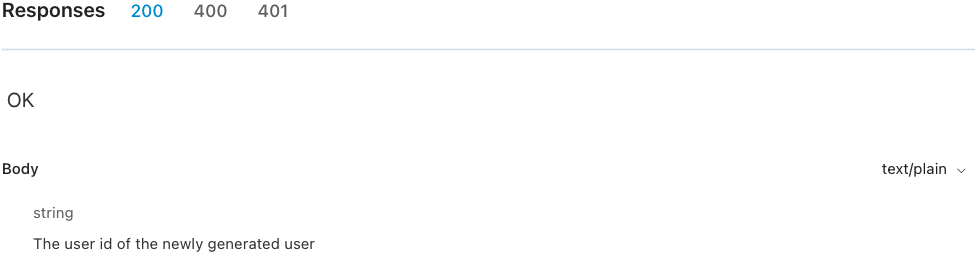 Responses 200 400 401
OK
Body text/plain
string
The user id of the newly generated user